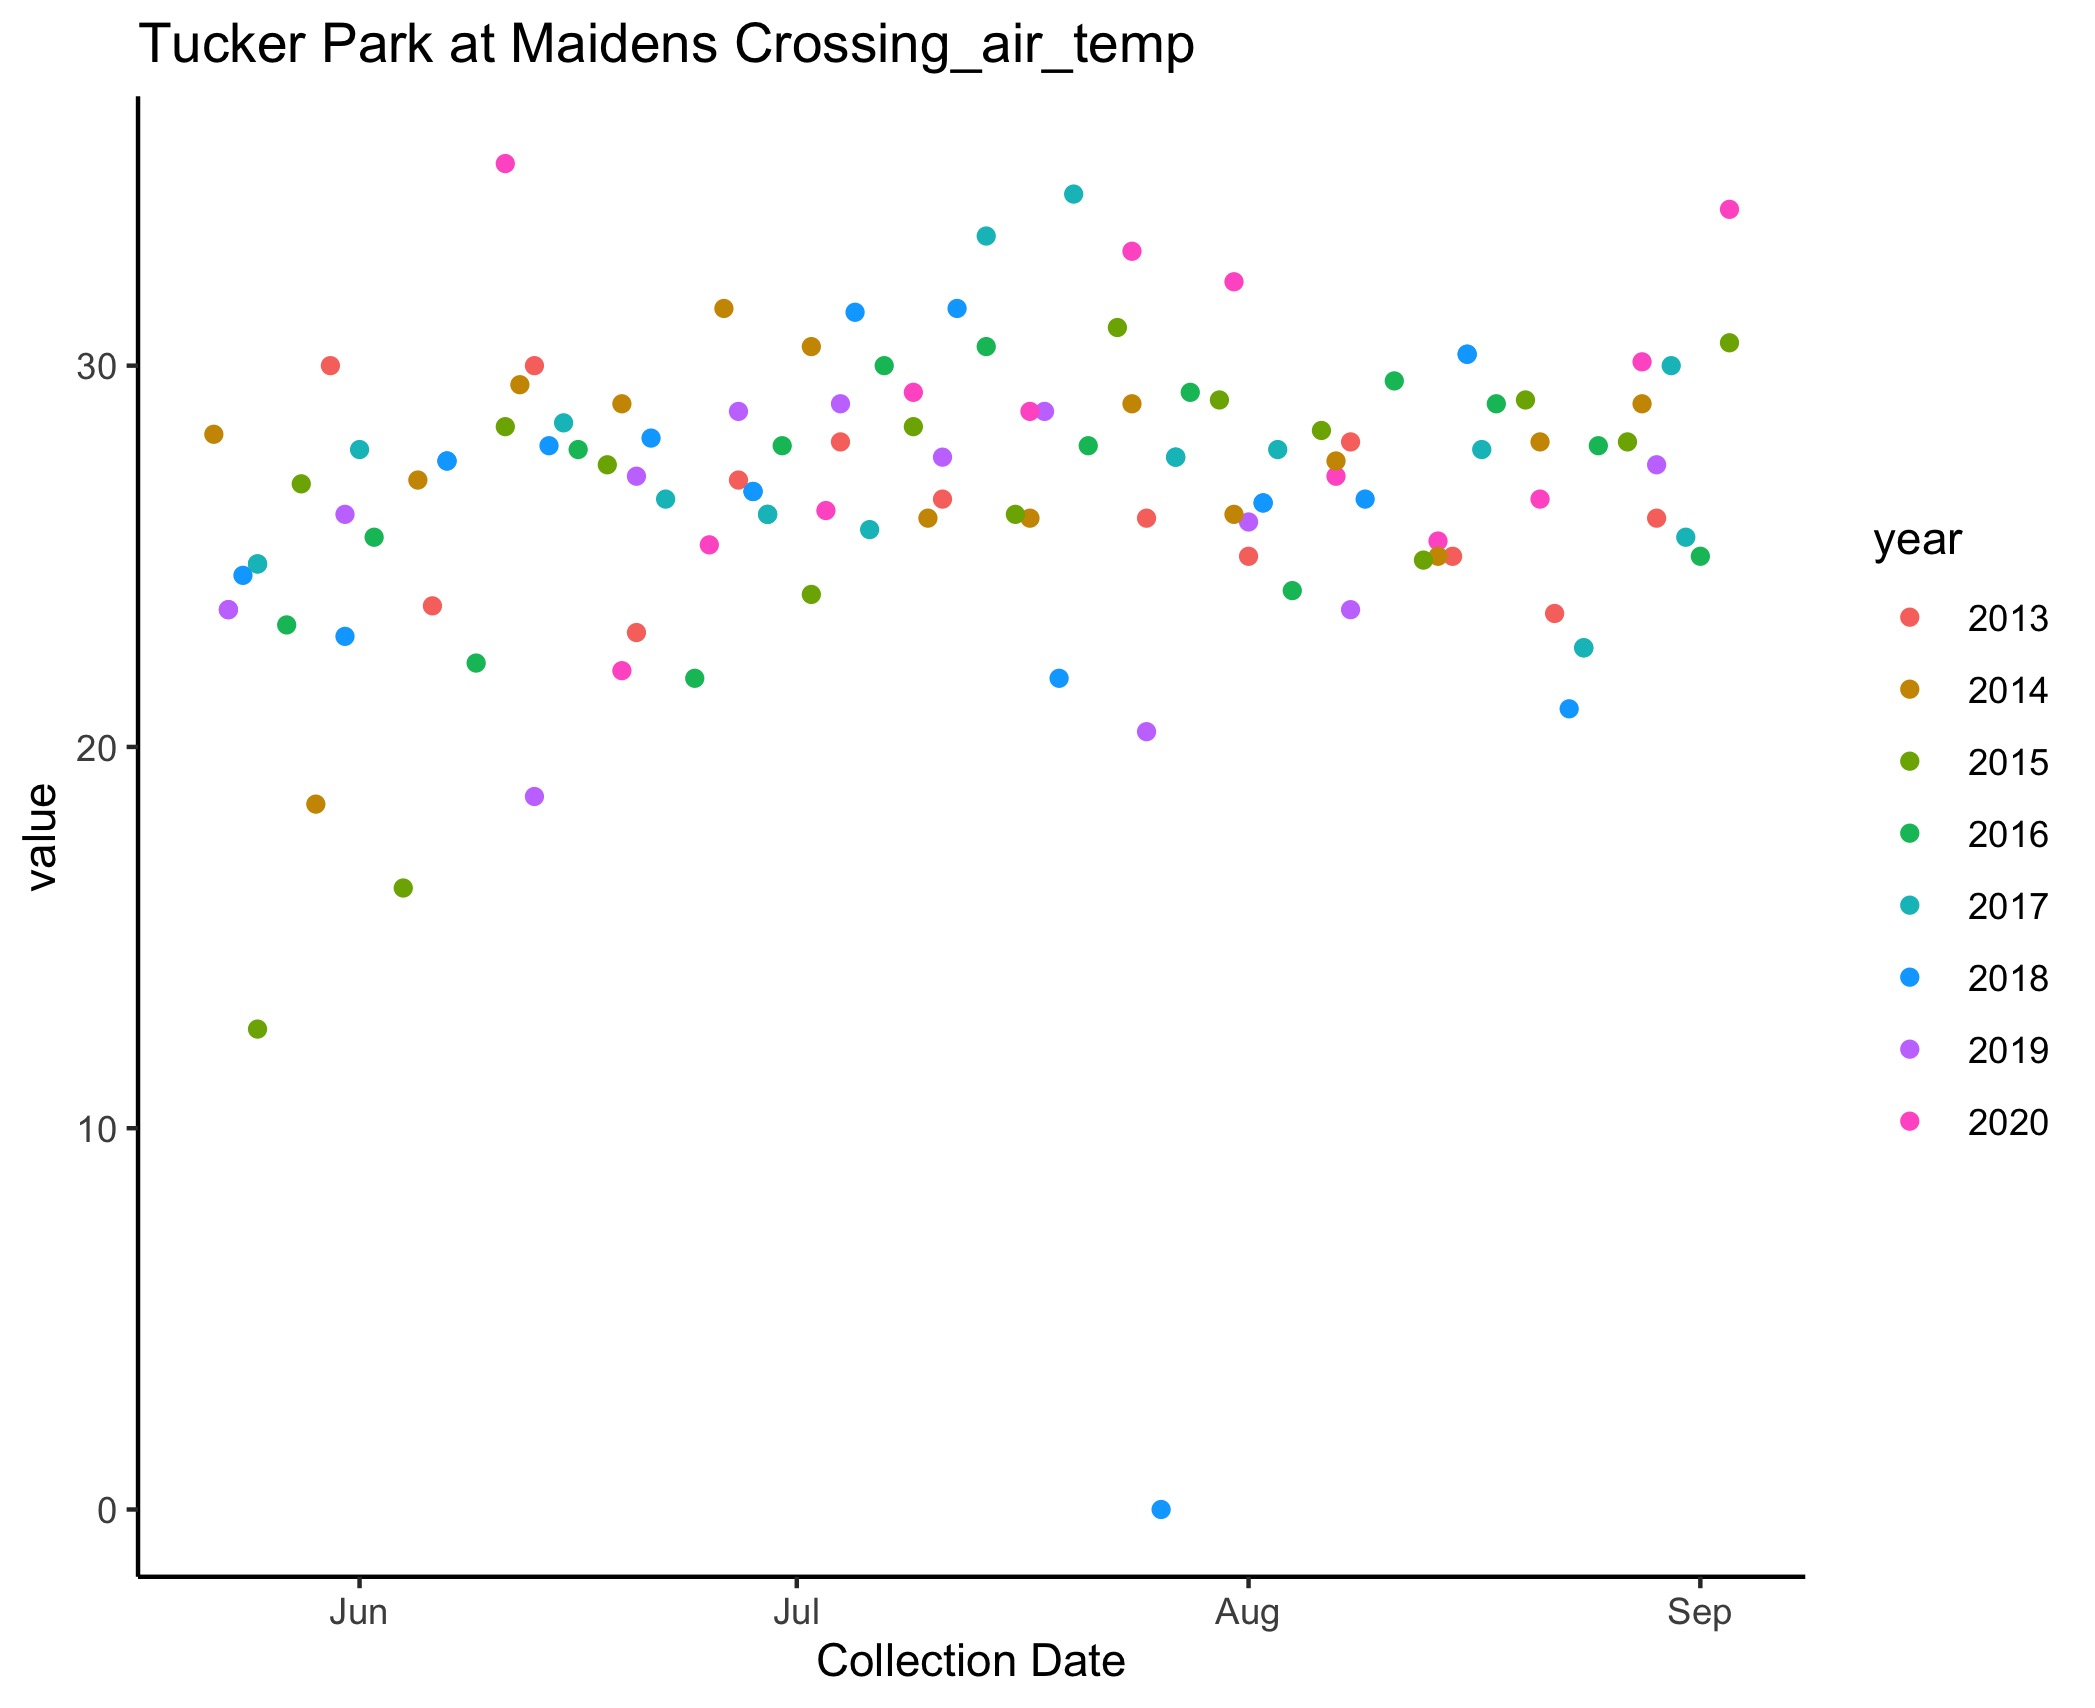 Tucker Park at Maidens Crossing_air_temp
30
20
10
0
value
Jun
Jul
Aug
Sep
Collection Date
year
2013
2014
2015
2016
2017
2018
2019
2020